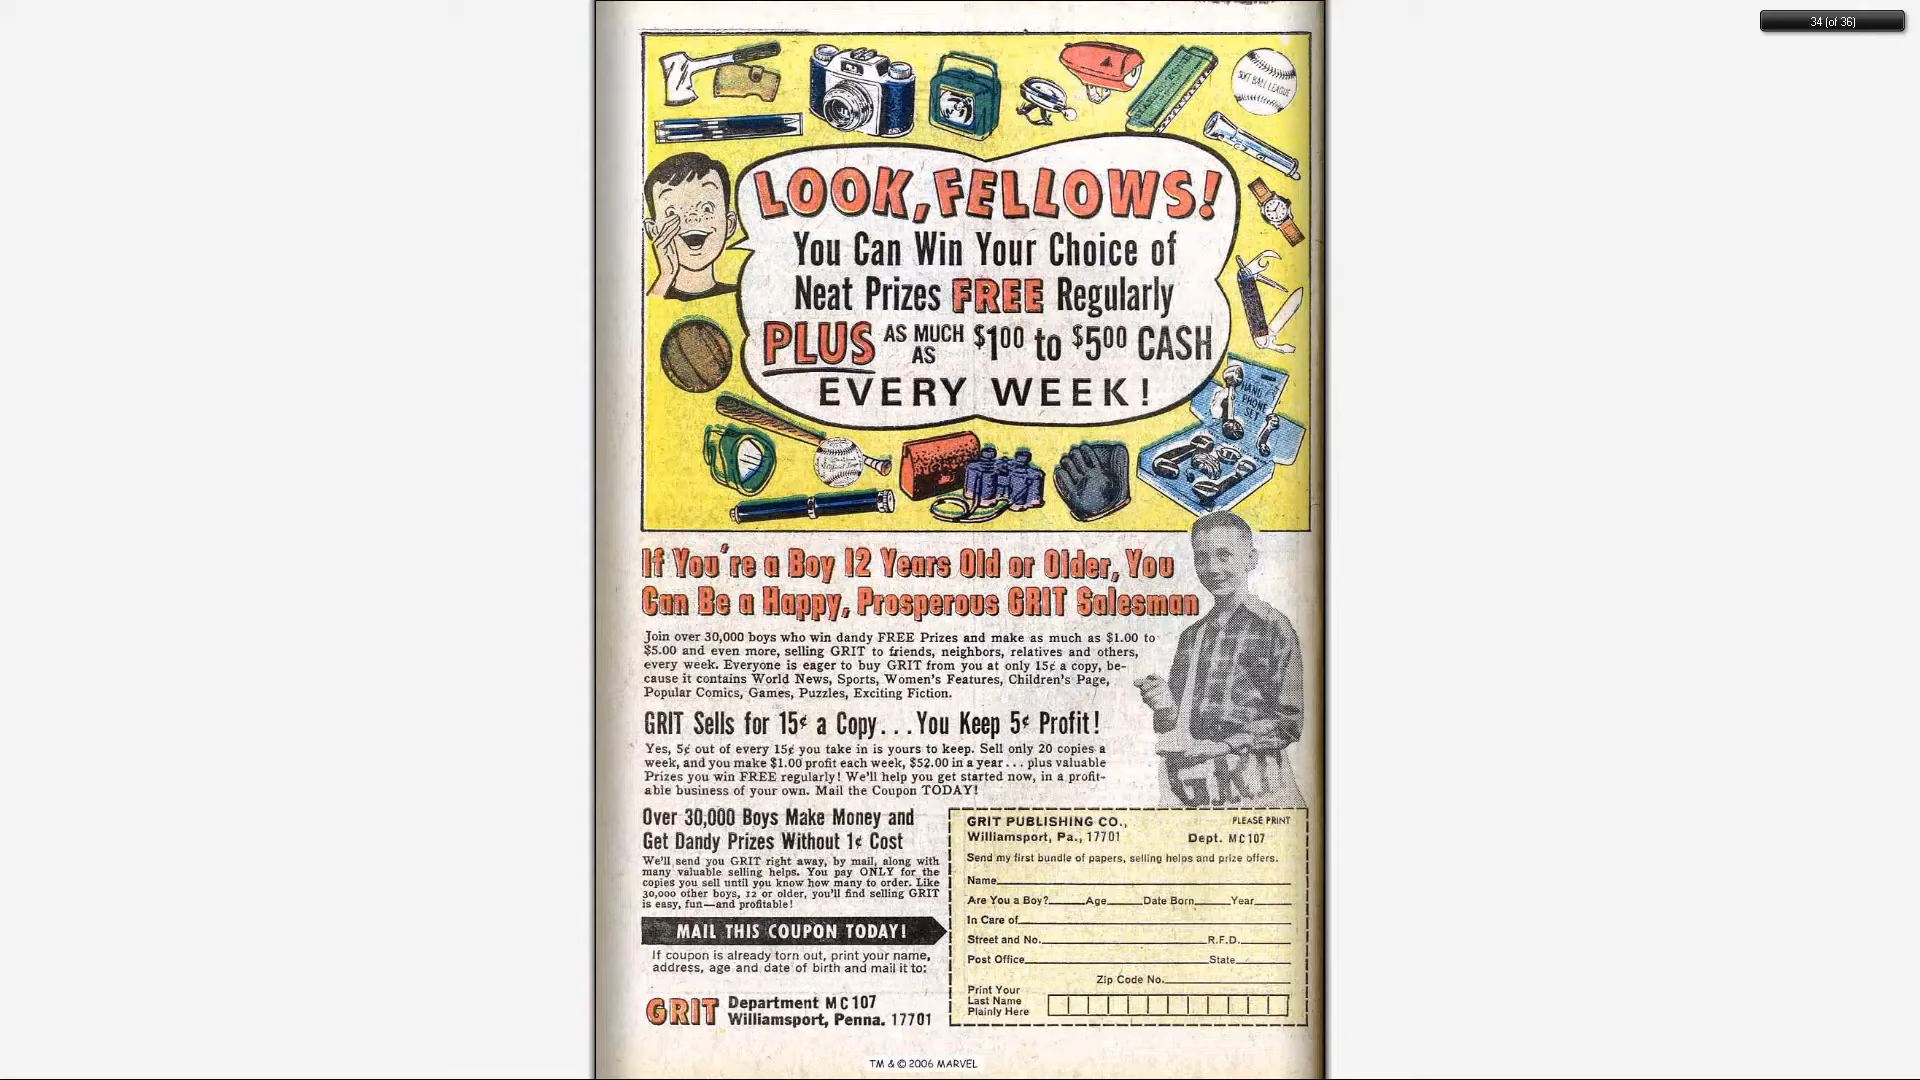 34 (of 36)
SOFT BALL LEAGUE
LOOK, FELLOWS!
You Can Win Your Choice of
Neat Prizes FREE Regularly
PLUS AS MUCH AS $1.00 to $5.00 CASH
EVERY WEEK!
PHONE
SET
If You're a Boy 12 Years Old or Older, You
Can Be a Happy, Prosperous GRIT Salesman
Join over 30,000 boys who win dandy FREE Prizes and make as much as $1.00 to
$5.00 and even more, selling GRIT to friends, neighbors, relatives and others,
every week. Everyone is eager to buy GRIT from you at only 15¢ a copy, be-
cause it contains World News, Sports, Women's Features, Children's Page,
Popular Comics, Games, Puzzles, Exciting Fiction.
GRIT Sells for 15¢ a Copy...You Keep 5¢ Profit!
Yes, 5¢ out of every 15¢ you take in is yours to keep. Sell only 20 copies a
week, and you make $1.00 profit each week, $52.00 in a year... plus valuable
Prizes you win FREE regularly! We'll help you get started now, in a profit-
able business of your own. Mail the Coupon TODAY!
GRIT
Over 30,000 Boys Make Money and
Get Dandy Prizes Without 1¢ Cost
We'll send you GRIT right away, by mail, along with
many valuable selling helps. You pay ONLY for the
copies you sell until you know how many to order. Like
30,000 other boys, 12 or older, you'll find selling GRIT
is easy, fun—and profitable!
MAIL THIS COUPON TODAY!
If coupon is already torn out, print your name,
address, age and date of birth and mail it to:
GRIT Department MC107
Williamsport, Penna. 17701
GRIT PUBLISHING CO., PLEASE PRINT
Williamsport, Pa., 17701 Dept. MC107
Send my first bundle of papers, selling helps and prize offers.
Name
Are You a Boy? Age Date Born Year
In Care of
Street and No. R.F.D.
Post Office State
Zip Code No.
Print Your
Last Name
Plainly Here
TM & © 2006 MARVEL